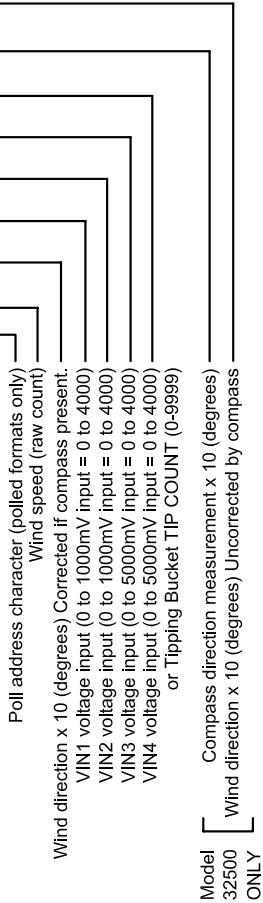 Poll address character (polled formats only)
Wind speed (raw count)
Wind direction x 10 (degrees) Corrected if compass present.
VIN1 voltage input (0 to 1000mV input = 0 to 4000)
VIN2 voltage input (0 to 1000mV input = 0 to 4000)
VIN3 voltage input (0 to 5000mV input = 0 to 4000)
VIN4 voltage input (0 to 5000mV input = 0 to 4000)
or Tipping Bucket TIP COUNT (0-9999)
Compass direction measurement x 10 (degrees)
Wind direction x 10 (degrees) Uncorrected by compass
Model
32500
ONLY